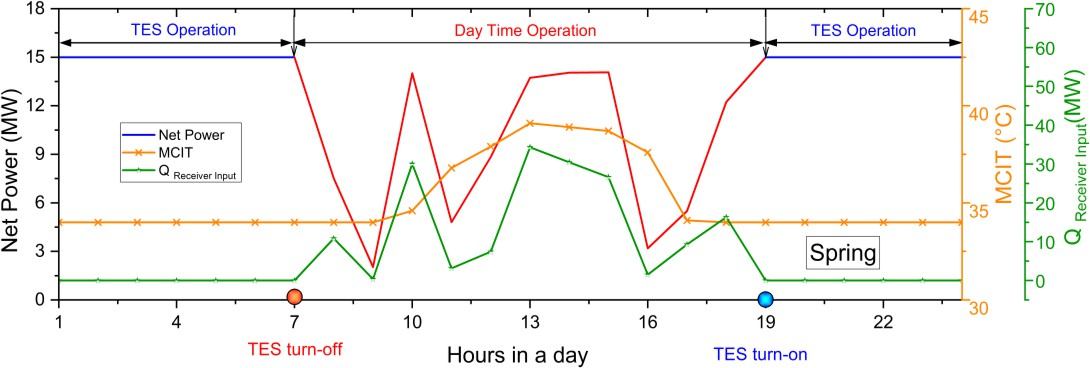 18
15
12
9
6
3
0
Net Power (MW)
TES Operation
Day Time Operation
TES Operation
Net Power
MCIT
Q Receiver Input
Spring
45
40
35
30
MCIT (°C)
70
60
50
40
30
20
10
0
Q Receiver Input(MW)
1
4
7
10
13
16
19
22
TES turn-off
Hours in a day
TES turn-on